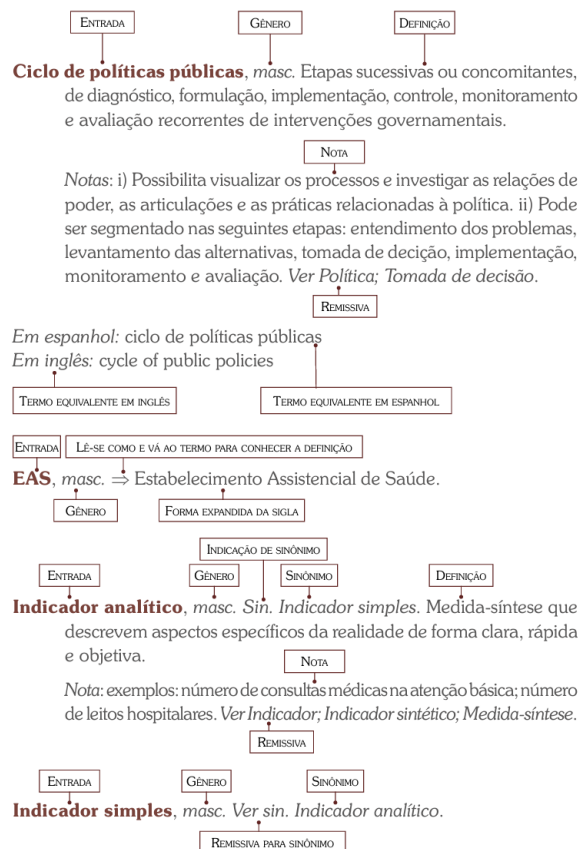 ENTRADA GÊNERO DEFINIÇÃO
Ciclo de políticas públicas, masc. Etapas sucessivas ou concomitantes,
de diagnóstico, formulação, implementação, controle, monitoramento
e avaliação recorrentes de intervenções governamentais.
NOTA
Notas: i) Possibilita visualizar os processos e investigar as relações de
poder, as articulações e as práticas relacionadas à política. ii) Pode
ser segmentado nas seguintes etapas: entendimento dos problemas,
levantamento das alternativas, tomada de decição, implementação,
monitoramento e avaliação. Ver Política; Tomada de decisão.
REMISSIVA
Em espanhol: ciclo de políticas públicas
Em inglês: cycle of public policies
TERMO EQUIVALENTE EM INGLÊS TERMO EQUIVALENTE EM ESPANHOL
ENTRADA LÊ-SE COMO E VÁ AO TERMO PARA CONHECER A DEFINIÇÃO
EAS, masc. ⇒ Estabelecimento Assistencial de Saúde.
GÊNERO FORMA EXPANDIDA DA SIGLA
INDICAÇÃO DE SINÔNIMO
ENTRADA GÊNERO SINÔNIMO DEFINIÇÃO
Indicador analítico, masc. Sin. Indicador simples. Medida-síntese que
descrevem aspectos específicos da realidade de forma clara, rápida
e objetiva.
NOTA
Nota: exemplos: número de consultas médicas na atenção básica; número
de leitos hospitalares. Ver Indicador; Indicador sintético; Medida-síntese.
REMISSIVA
ENTRADA GÊNERO SINÔNIMO
Indicador simples, masc. Ver sin. Indicador analítico.
REMISSIVA PARA SINÔNIMO